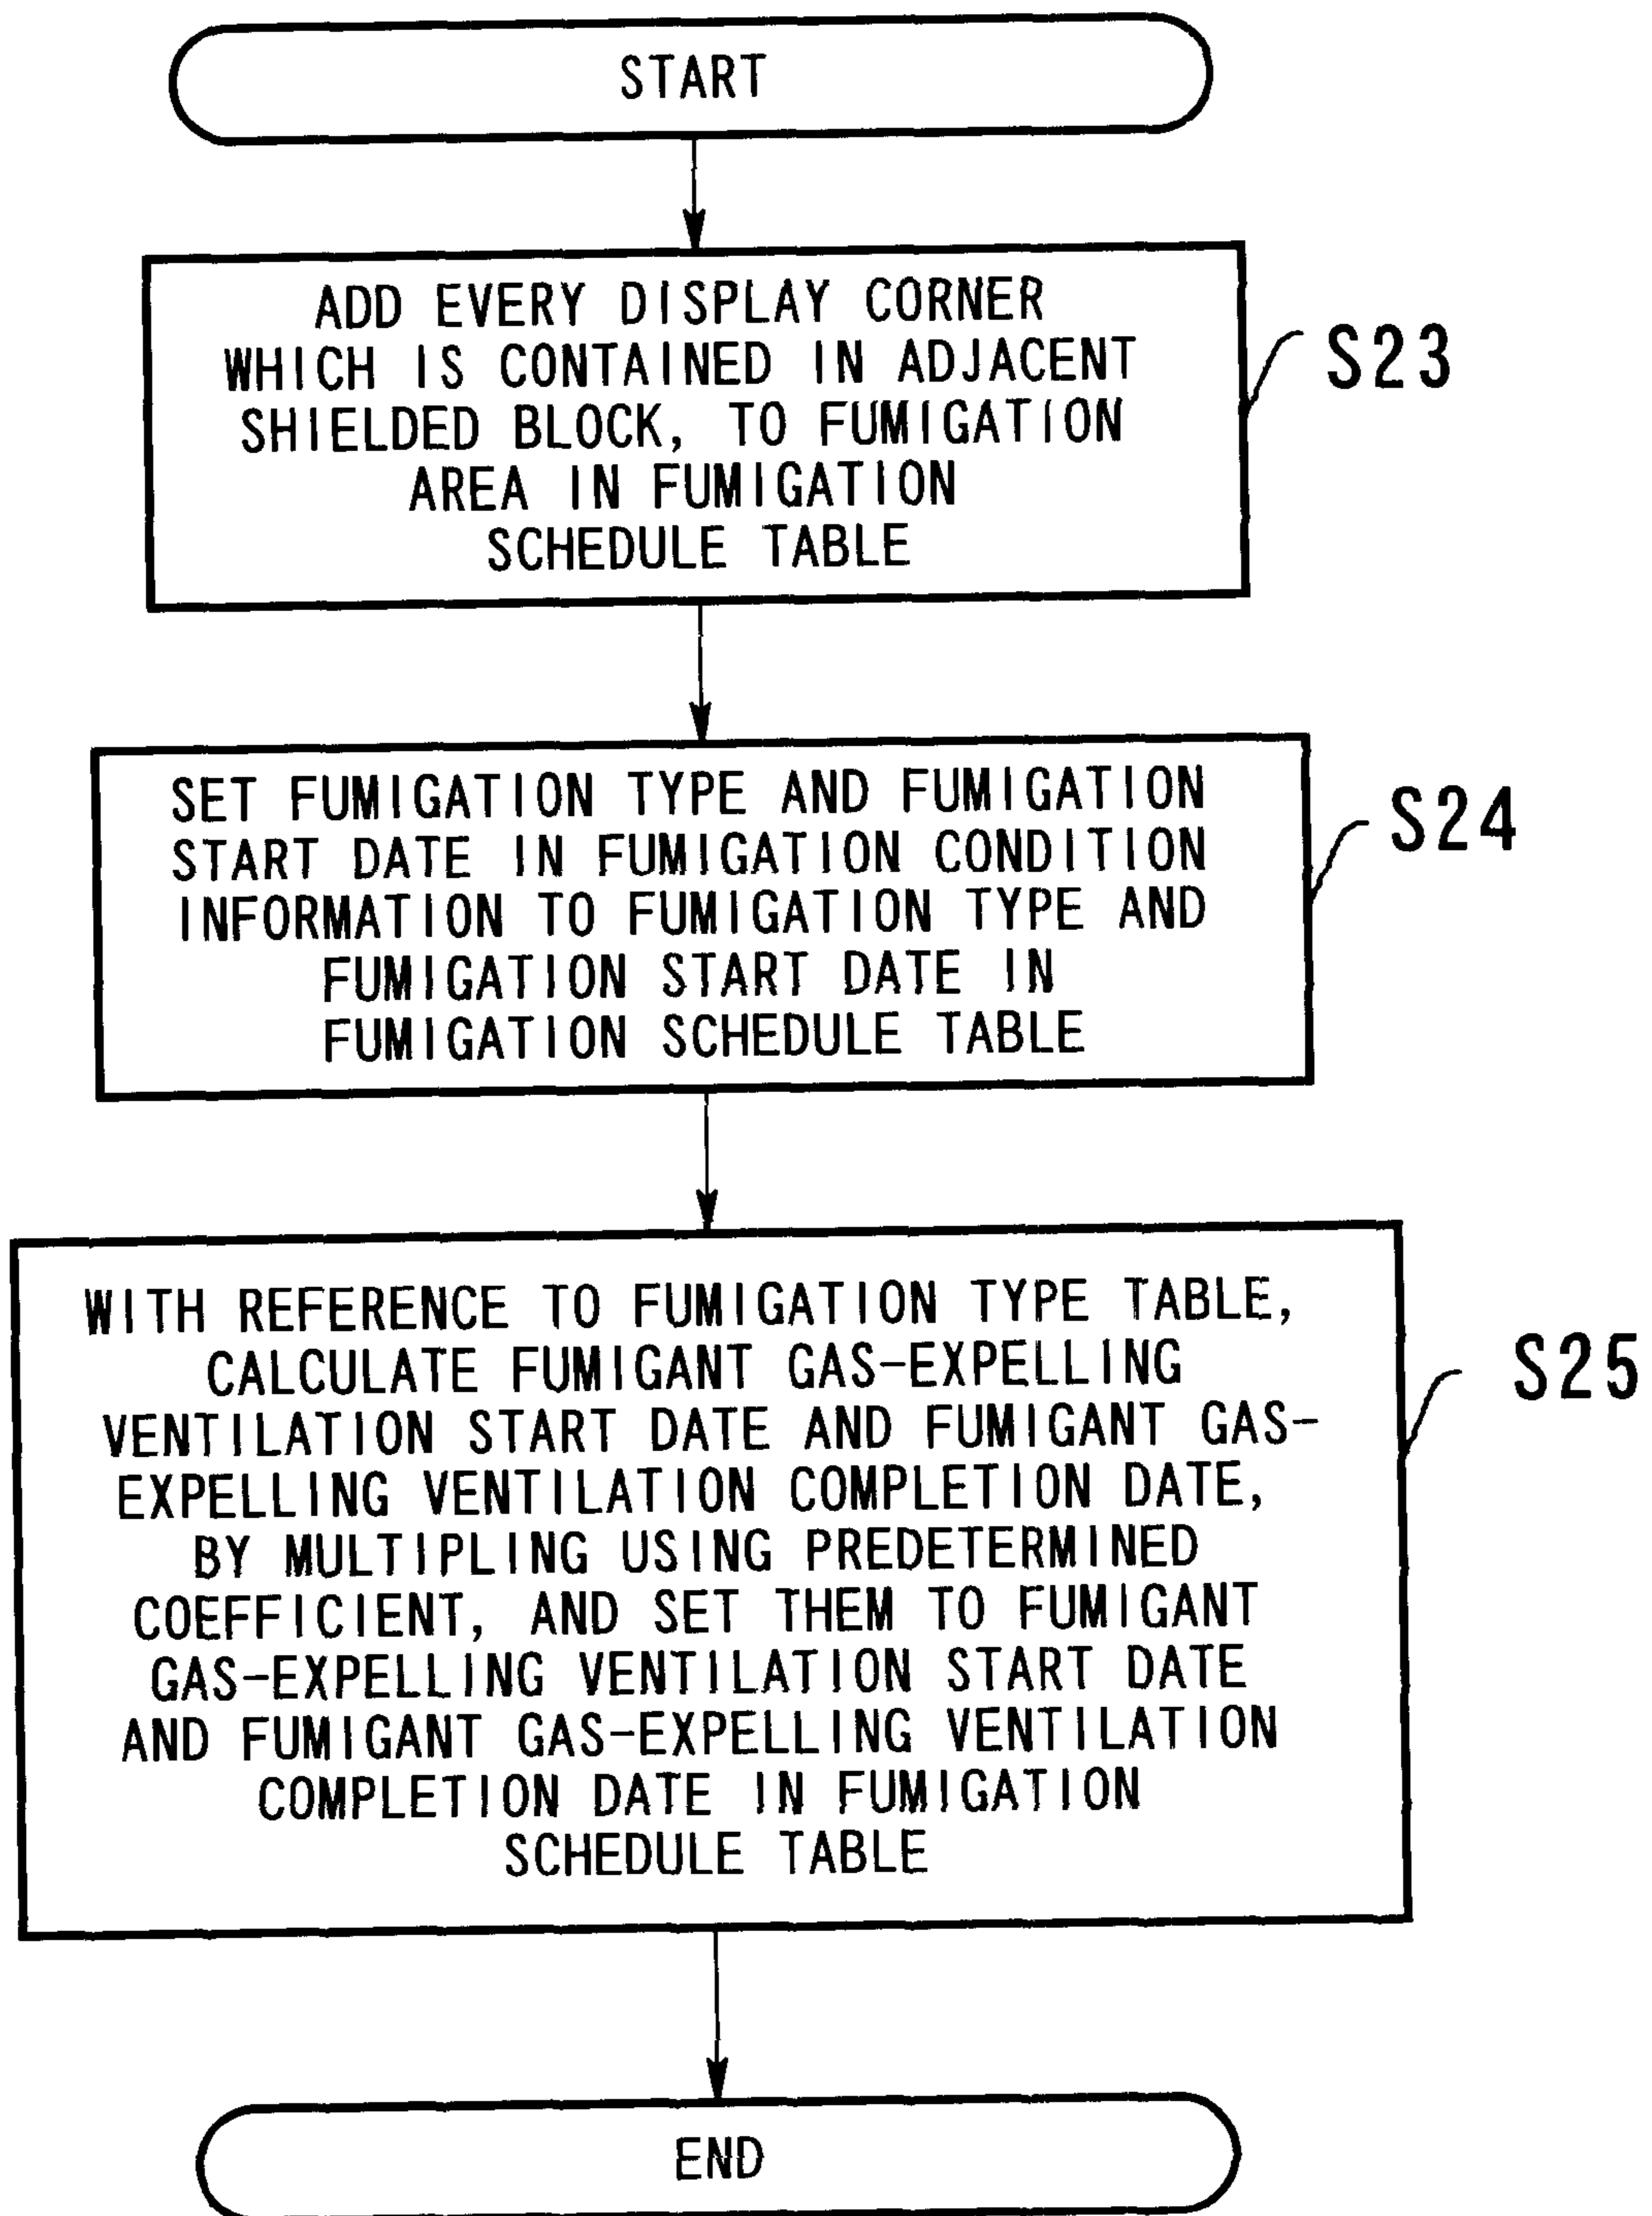 START
ADD EVERY DISPLAY CORNER
WHICH IS CONTAINED IN ADJACENT
SHIELDED BLOCK, TO FUMIGATION
AREA IN FUMIGATION
SCHEDULE TABLE
S23
SET FUMIGATION TYPE AND FUMIGATION
START DATE IN FUMIGATION CONDITION
INFORMATION TO FUMIGATION TYPE AND
FUMIGATION START DATE IN
FUMIGATION SCHEDULE TABLE
S24
WITH REFERENCE TO FUMIGATION TYPE TABLE,
CALCULATE FUMIGANT GAS-EXPELLING
VENTILATION START DATE AND FUMIGANT GAS-
EXPELLING VENTILATION COMPLETION DATE,
BY MULTIPLING USING PREDETERMINED
COEFFICIENT, AND SET THEM TO FUMIGANT
GAS-EXPELLING VENTILATION START DATE
AND FUMIGANT GAS-EXPELLING VENTILATION
COMPLETION DATE IN FUMIGATION
SCHEDULE TABLE
S25
END